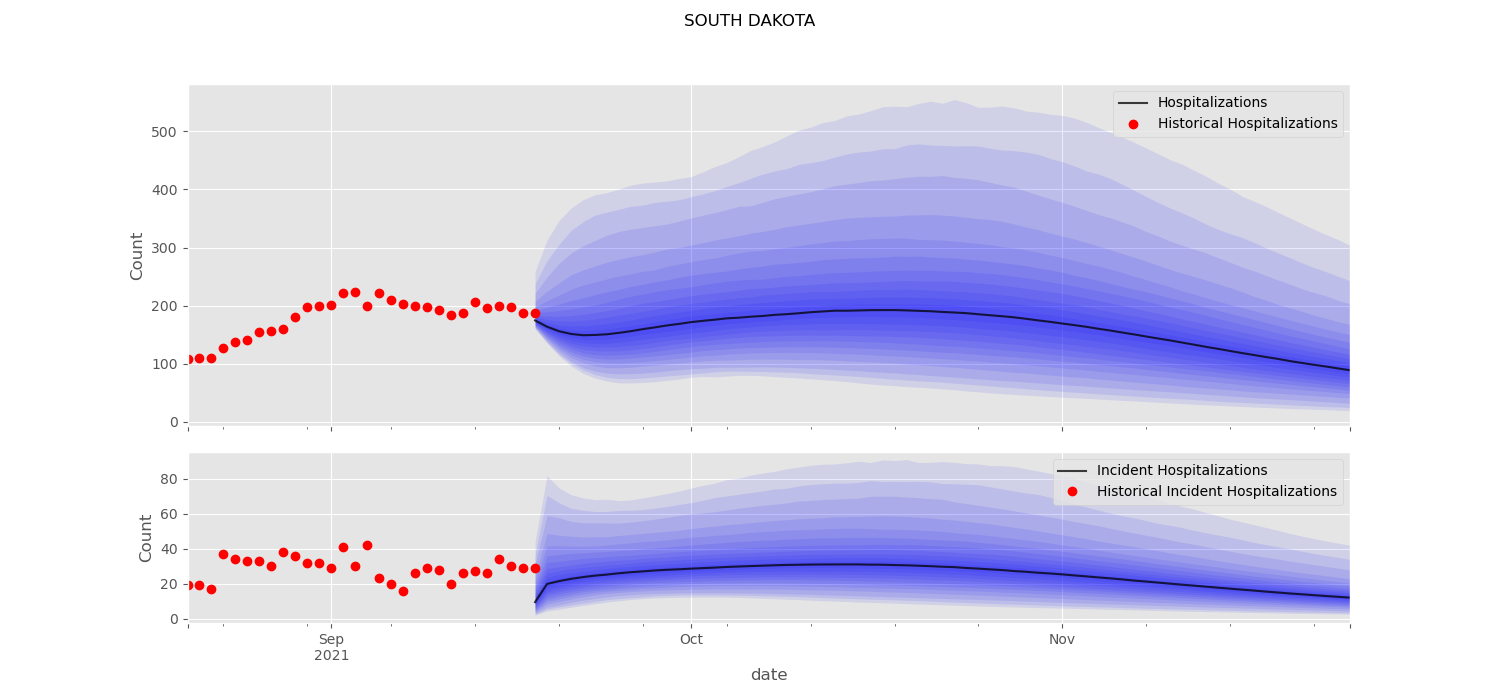 SOUTH DAKOTA
Hospitalizations
Historical Hospitalizations
500
400
300
200
100
0
Count
Incident Hospitalizations
Historical Incident Hospitalizations
80
60
40
20
0
Count
Sep
2021
Oct
Nov
date